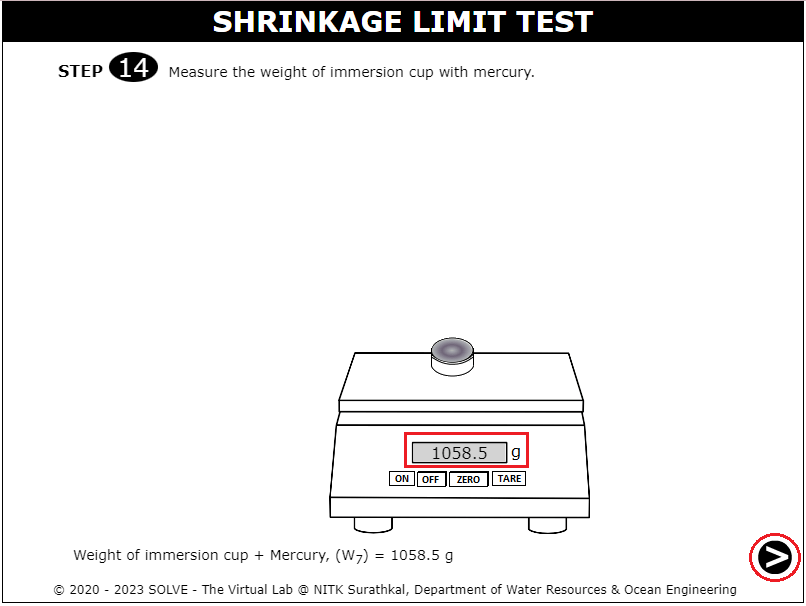 SHRINKAGE LIMIT TEST
STEP 14 Measure the weight of immersion cup with mercury.
1058.5 g
ON OFF ZERO TARE
Weight of immersion cup + Mercury, (W7) = 1058.5 g
>
© 2020 - 2023 SOLVE - The Virtual Lab @ NITK Surathkal, Department of Water Resources & Ocean Engineering